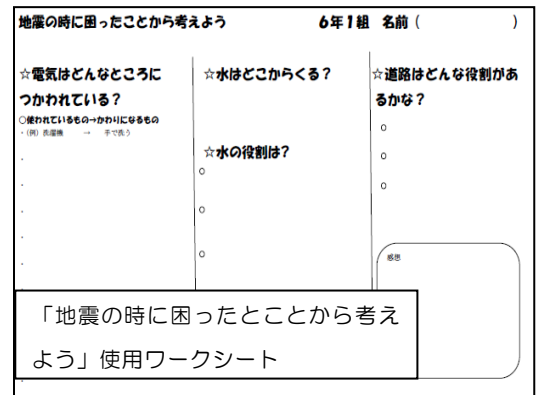 地震の時に困ったことから考えよう　6年1組　名前（　　　）
☆電気はどんなところに
つかわれている？
○使われているもの→かわりになるもの
・(例) 洗濯機　→　手で洗う
☆水はどこからくる？
☆水の役割は?
○
○
○
☆道路はどんな役割があ
るかな？
○
○
○
感想
「地震の時に困ったとことから考え
よう」使用ワークシート